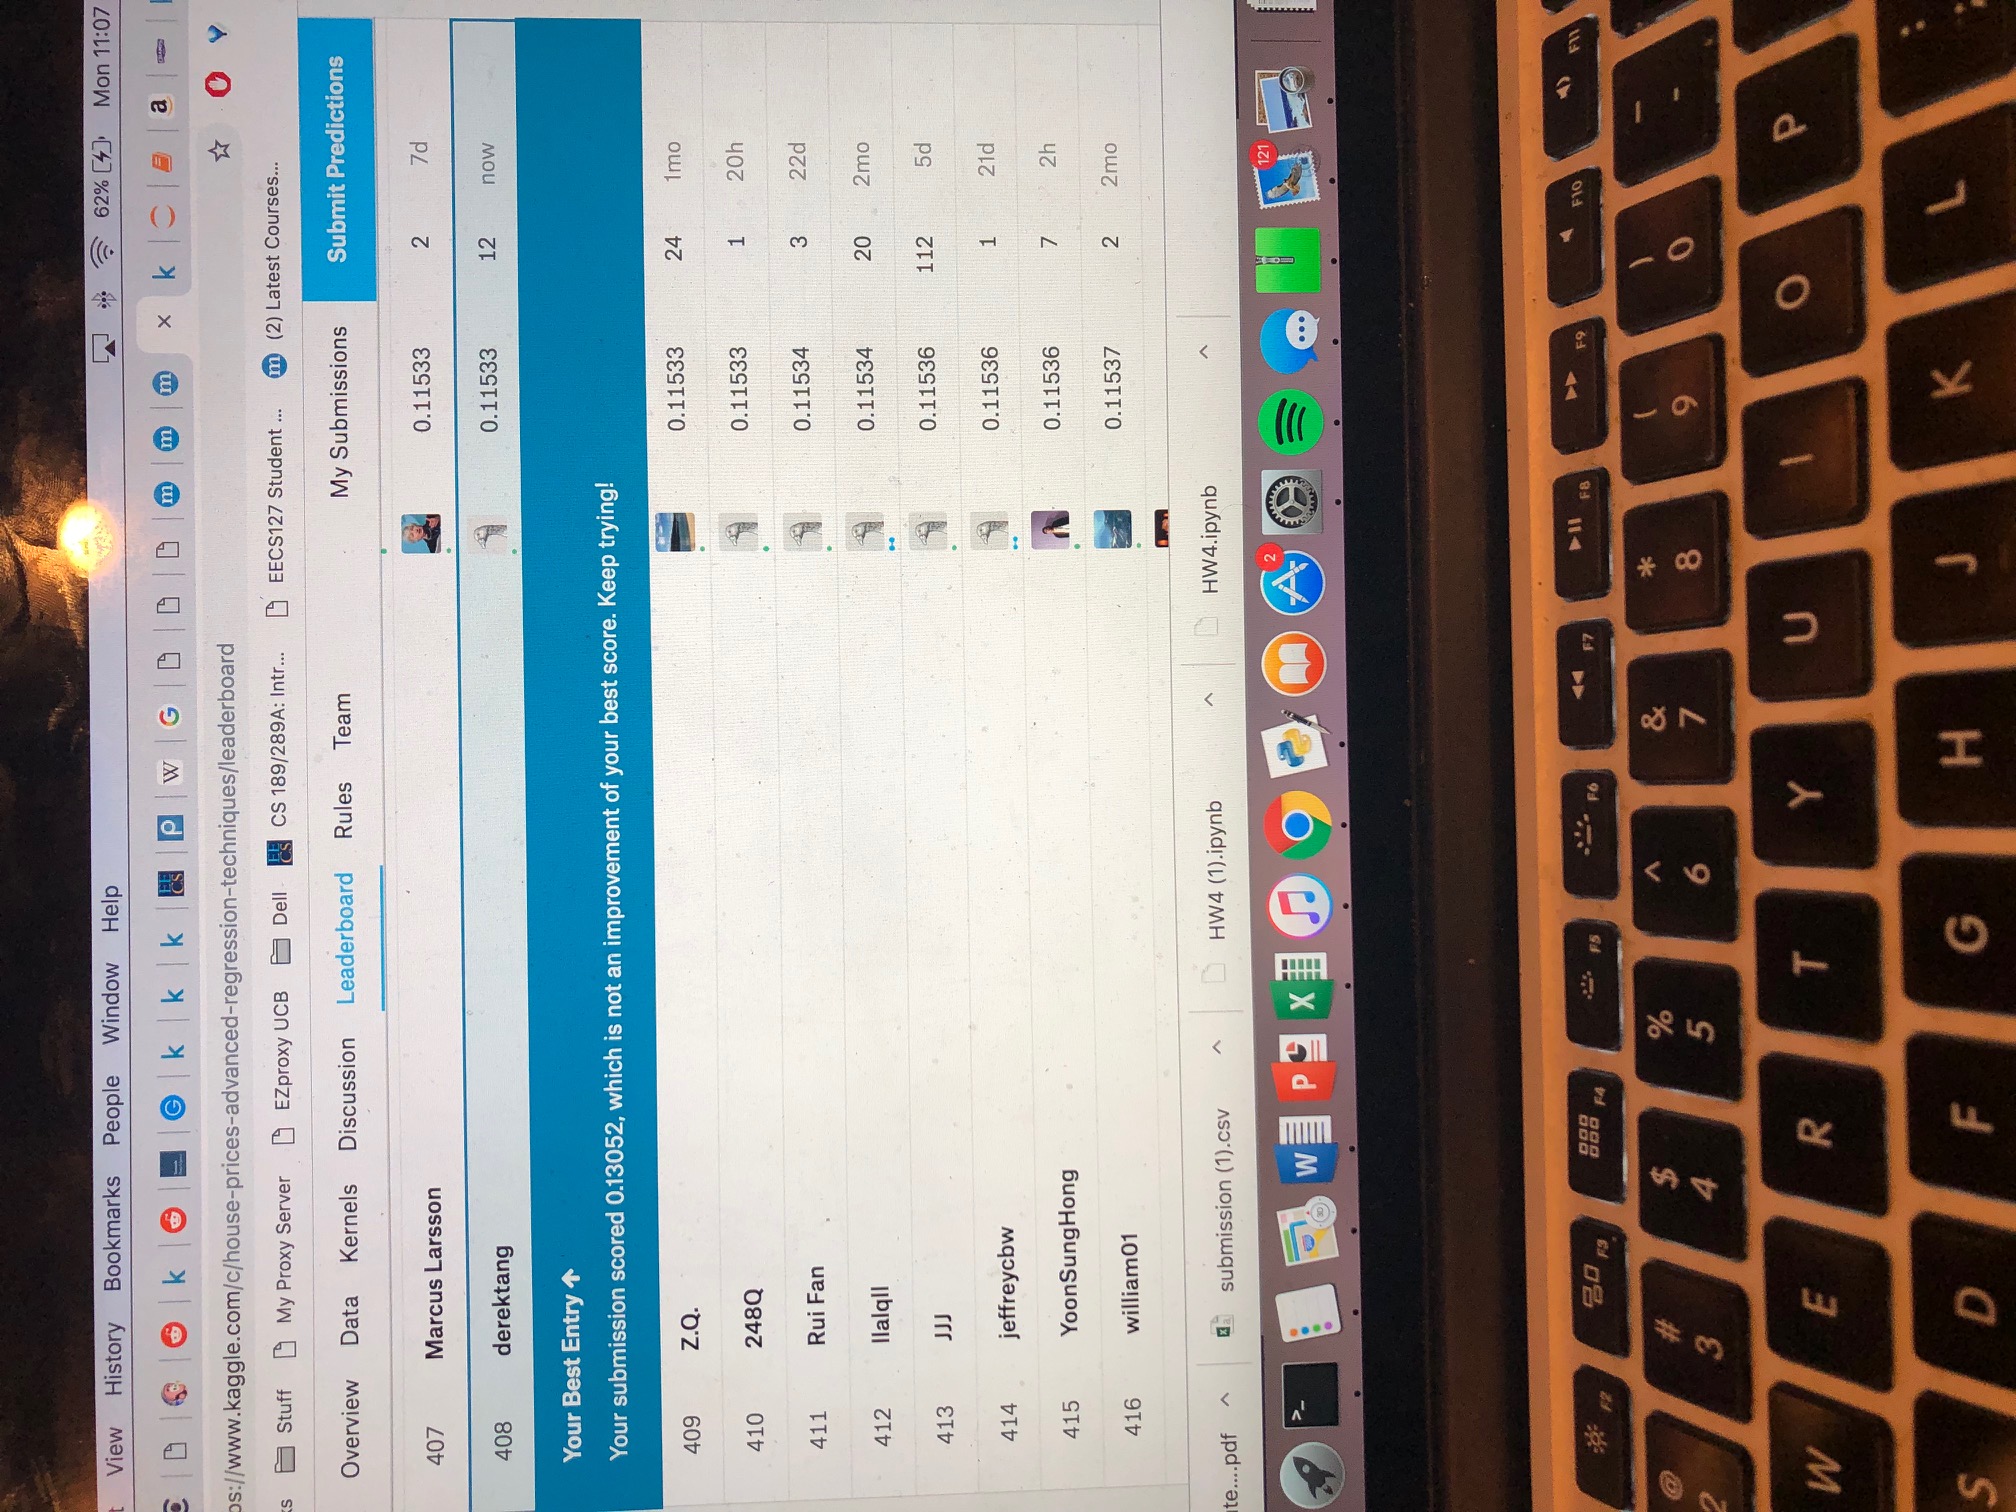 t View History Bookmarks People Window Help 62% Mon 11:07
k k k k EECS P W G m m m × k a
ps://www.kaggle.com/c/house-prices-advanced-regression-techniques/leaderboard
ks Stuff My Proxy Server EZproxy UCB Dell EECS CS 189/289A: Intr... EECS127 Student ... m (2) Latest Courses...
Overview Data Kernels Discussion Leaderboard Rules Team My Submissions Submit Predictions
407 Marcus Larsson 0.11533 2 7d
408 derektang 0.11533 12 now
Your Best Entry ↑
Your submission scored 0.13052, which is not an improvement of your best score. Keep trying!
409 Z.Q. 0.11533 24 1mo
410 248Q 0.11533 1 20h
411 Rui Fan 0.11534 3 22d
412 llalqll 0.11534 20 2mo
413 JJJ 0.11536 112 5d
414 jeffreycbw 0.11536 1 21d
415 YoonSungHong 0.11536 7 2h
416 william01 0.11537 2 2mo
te....pdf submission (1).csv HW4 (1).ipynb HW4.ipynb
>_ 3D W P X 2 121
F2 F3 F4 F5 F6 F7 F8 F9 F10 F11
@ # $ % ^ & * ( ) —
2 3 4 5 6 7 8 9 0 -
W E R T Y U I O P
S D F G H J K L